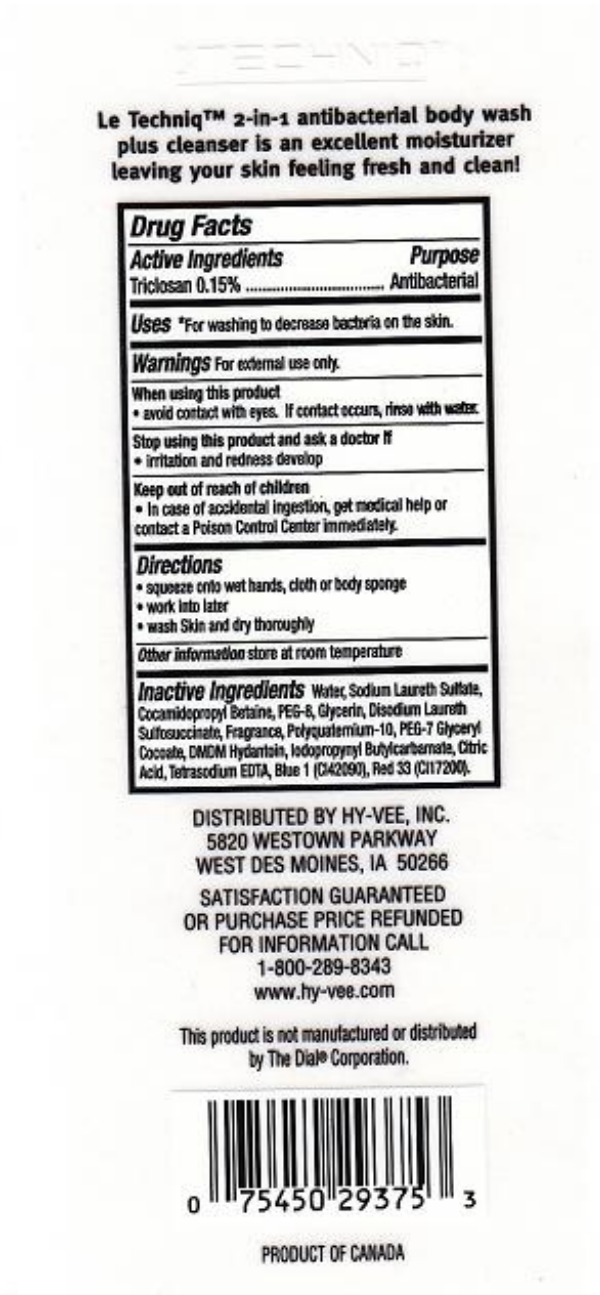 Le Techniq™ 2-in-1 antibacterial body wash
plus cleanser is an excellent moisturizer
leaving your skin feeling fresh and clean!
Drug Facts
Active Ingredients Purpose
Triclosan 0.15% ................................. Antibacterial
Uses *For washing to decrease bacteria on the skin.
Warnings For external use only.
When using this product
• avoid contact with eyes. If contact occurs, rinse with water.
Stop using this product and ask a doctor if
• irritation and redness develop
Keep out of reach of children
• In case of accidental ingestion, get medical help or
contact a Poison Control Center immediately.
Directions
• squeeze onto wet hands, cloth or body sponge
• work into later
• wash Skin and dry thoroughly
Other information store at room temperature
Inactive Ingredients Water, Sodium Laureth Sulfate,
Cocamidopropyl Betaine, PEG-8, Glycerin, Disodium Laureth
Sulfosuccinate, Fragrance, Polyquaternium-10, PEG-7 Glyceryl
Cocoate, DMDM Hydantoin, Iodopropynyl Butylcarbamate, Citric
Acid, Tetrasodium EDTA, Blue 1 (CI42090), Red 33 (CI17200).
DISTRIBUTED BY HY-VEE, INC.
5820 WESTOWN PARKWAY
WEST DES MOINES, IA 50266
SATISFACTION GUARANTEED
OR PURCHASE PRICE REFUNDED
FOR INFORMATION CALL
1-800-289-8343
www.hy-vee.com
This product is not manufactured or distributed
by The Dial® Corporation.
0 75450 29375 3
PRODUCT OF CANADA